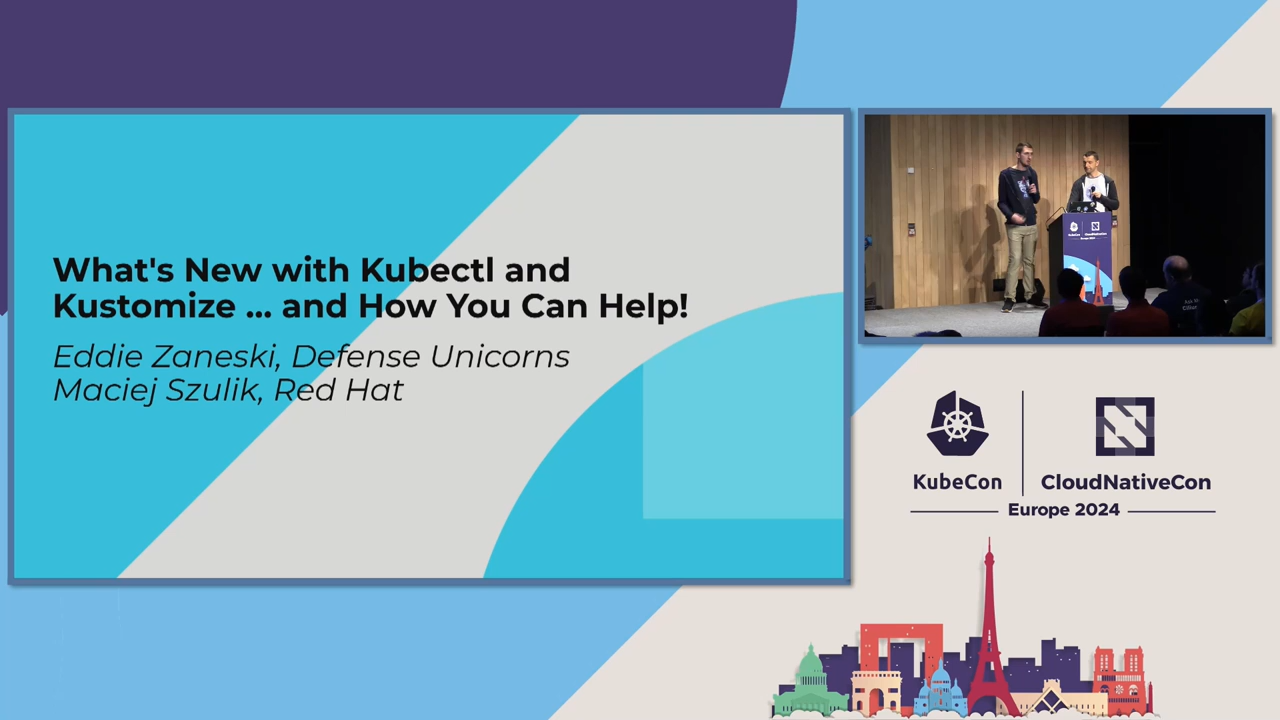 What's New with Kubectl and
Kustomize ... and How You Can Help!
Eddie Zaneski, Defense Unicorns
Maciej Szulik, Red Hat
KubeCon
CloudNativeCon
Europe 2024